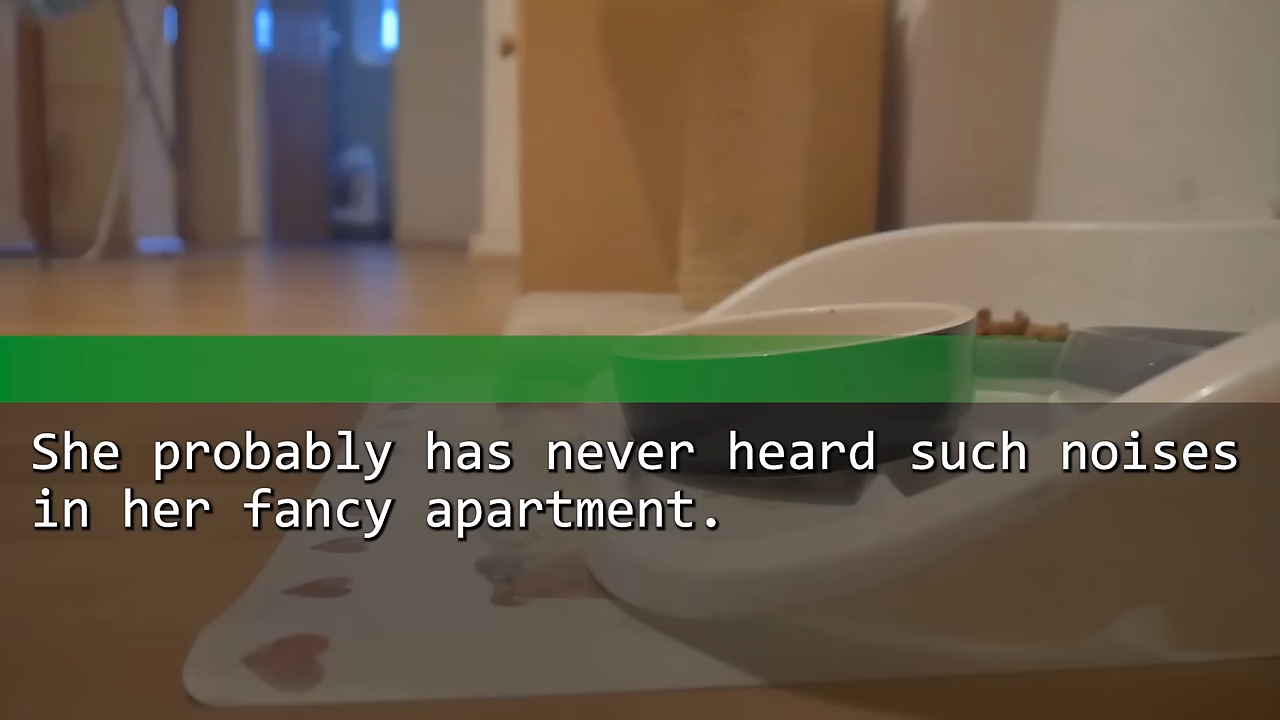 She probably has never heard such noises
in her fancy apartment.